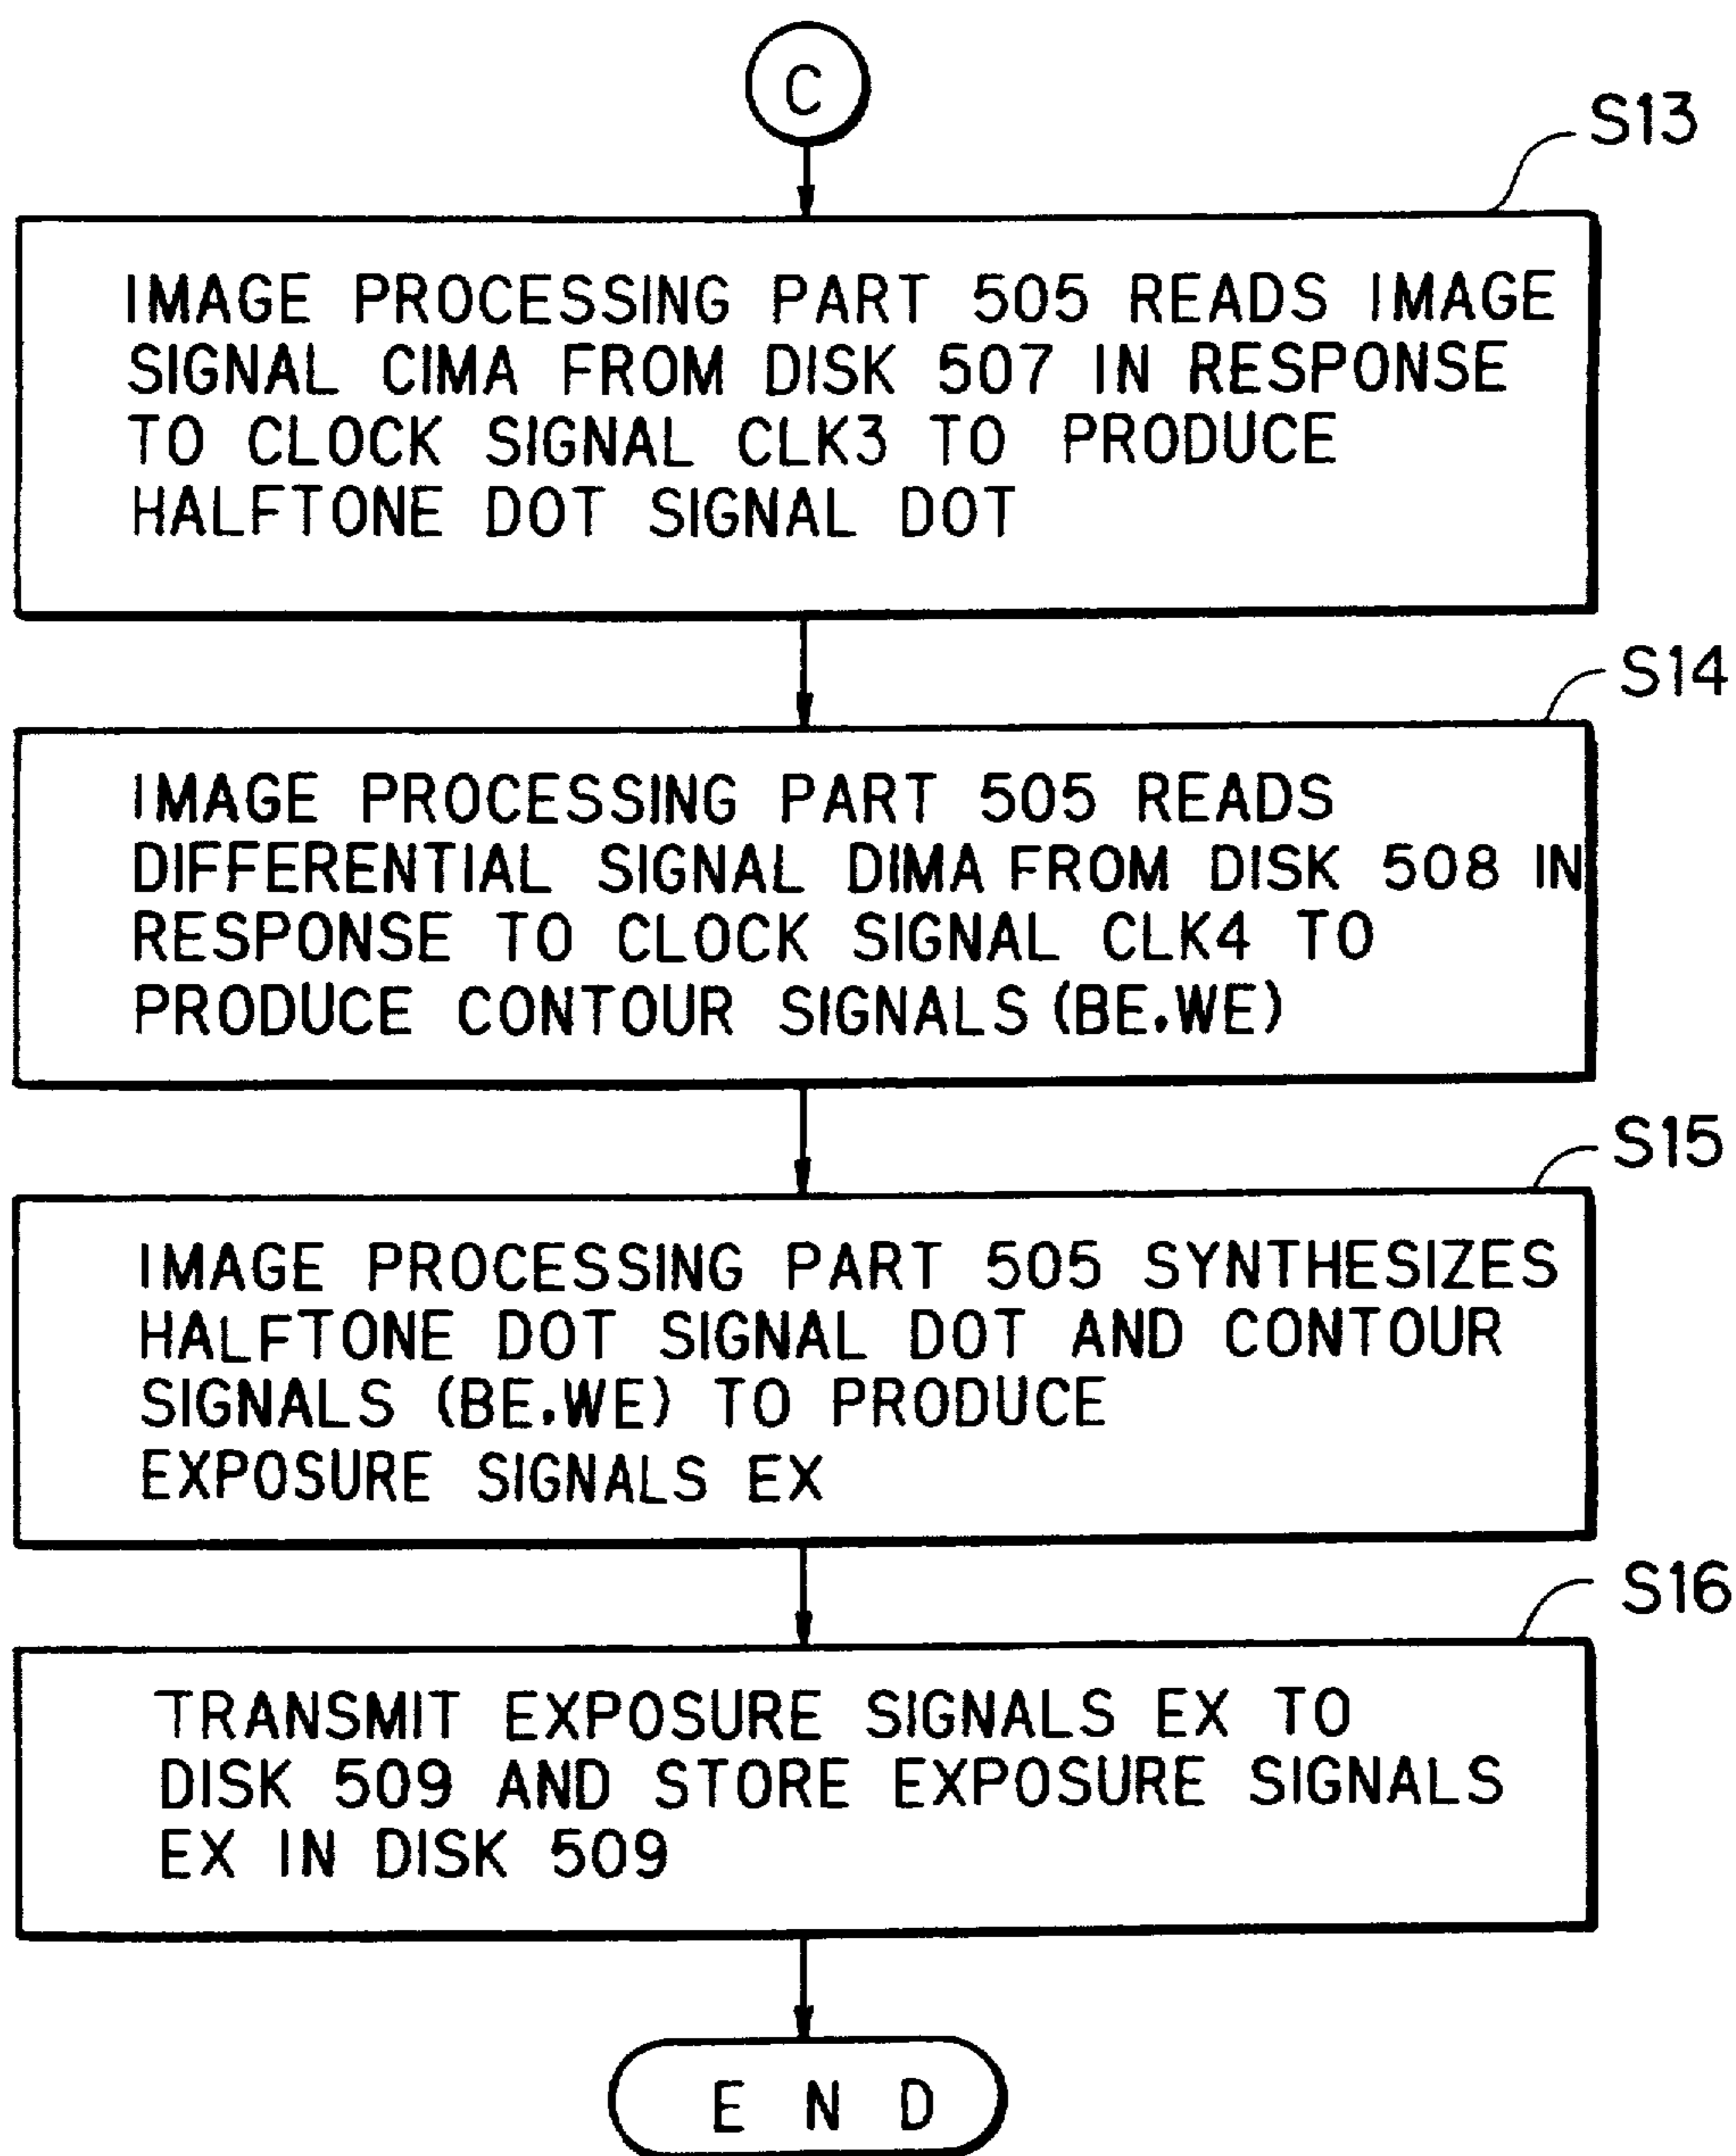 C
S13
IMAGE PROCESSING PART 505 READS IMAGE
SIGNAL CIMA FROM DISK 507 IN RESPONSE
TO CLOCK SIGNAL CLK3 TO PRODUCE
HALFTONE DOT SIGNAL DOT
S14
IMAGE PROCESSING PART 505 READS
DIFFERENTIAL SIGNAL DIMA FROM DISK 508 IN
RESPONSE TO CLOCK SIGNAL CLK4 TO
PRODUCE CONTOUR SIGNALS (BE.WE)
S15
IMAGE PROCESSING PART 505 SYNTHESIZES
HALFTONE DOT SIGNAL DOT AND CONTOUR
SIGNALS (BE.WE) TO PRODUCE
EXPOSURE SIGNALS EX
S16
TRANSMIT EXPOSURE SIGNALS EX TO
DISK 509 AND STORE EXPOSURE SIGNALS
EX IN DISK 509
END